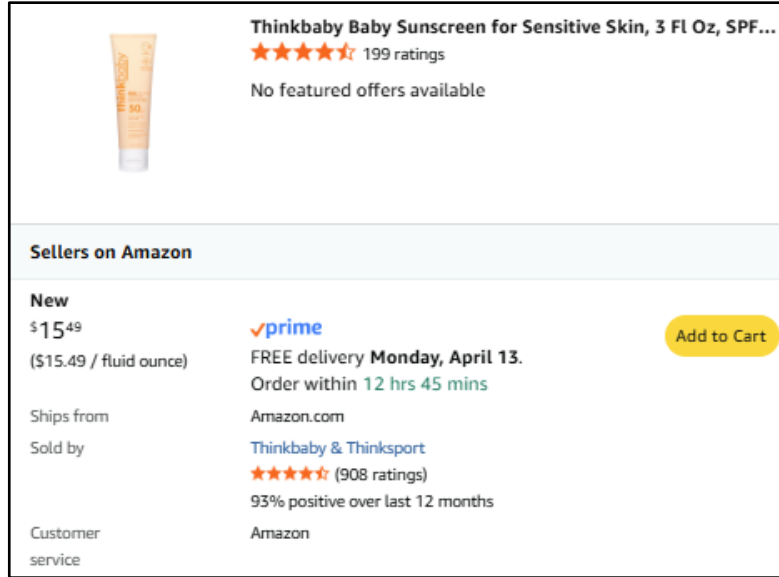 Thinkbaby Baby Sunscreen for Sensitive Skin, 3 Fl Oz, SPF...
199 ratings
No featured offers available
thinkbaby
50
Sellers on Amazon
New
$15.49
($15.49 / fluid ounce)
prime
FREE delivery Monday, April 13.
Order within 12 hrs 45 mins
Add to Cart
Ships from
Amazon.com
Sold by
Thinkbaby & Thinksport
(908 ratings)
93% positive over last 12 months
Customer
service
Amazon